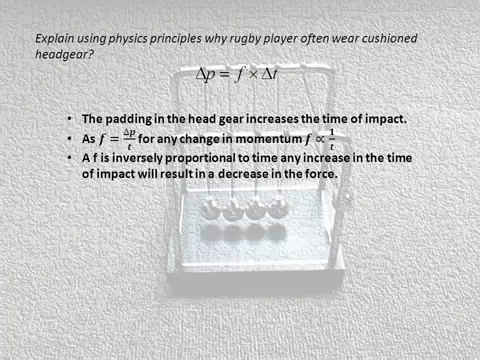 Explain using physics principles why rugby player often wear cushioned
headgear?
Δp = f × Δt
• The padding in the head gear increases the time of impact.
• As f = Δp/t for any change in momentum f ∝ 1/t
• A f is inversely proportional to time any increase in the time
of impact will result in a decrease in the force.